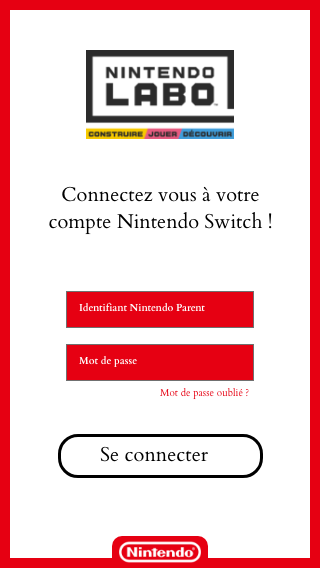 NINTENDO
LABO™
CONSTRUIRE JOUER DÉCOUVRIR
Connectez vous à votre
compte Nintendo Switch !
Identifiant Nintendo Parent
Mot de passe
Mot de passe oublié ?
Se connecter
Nintendo®